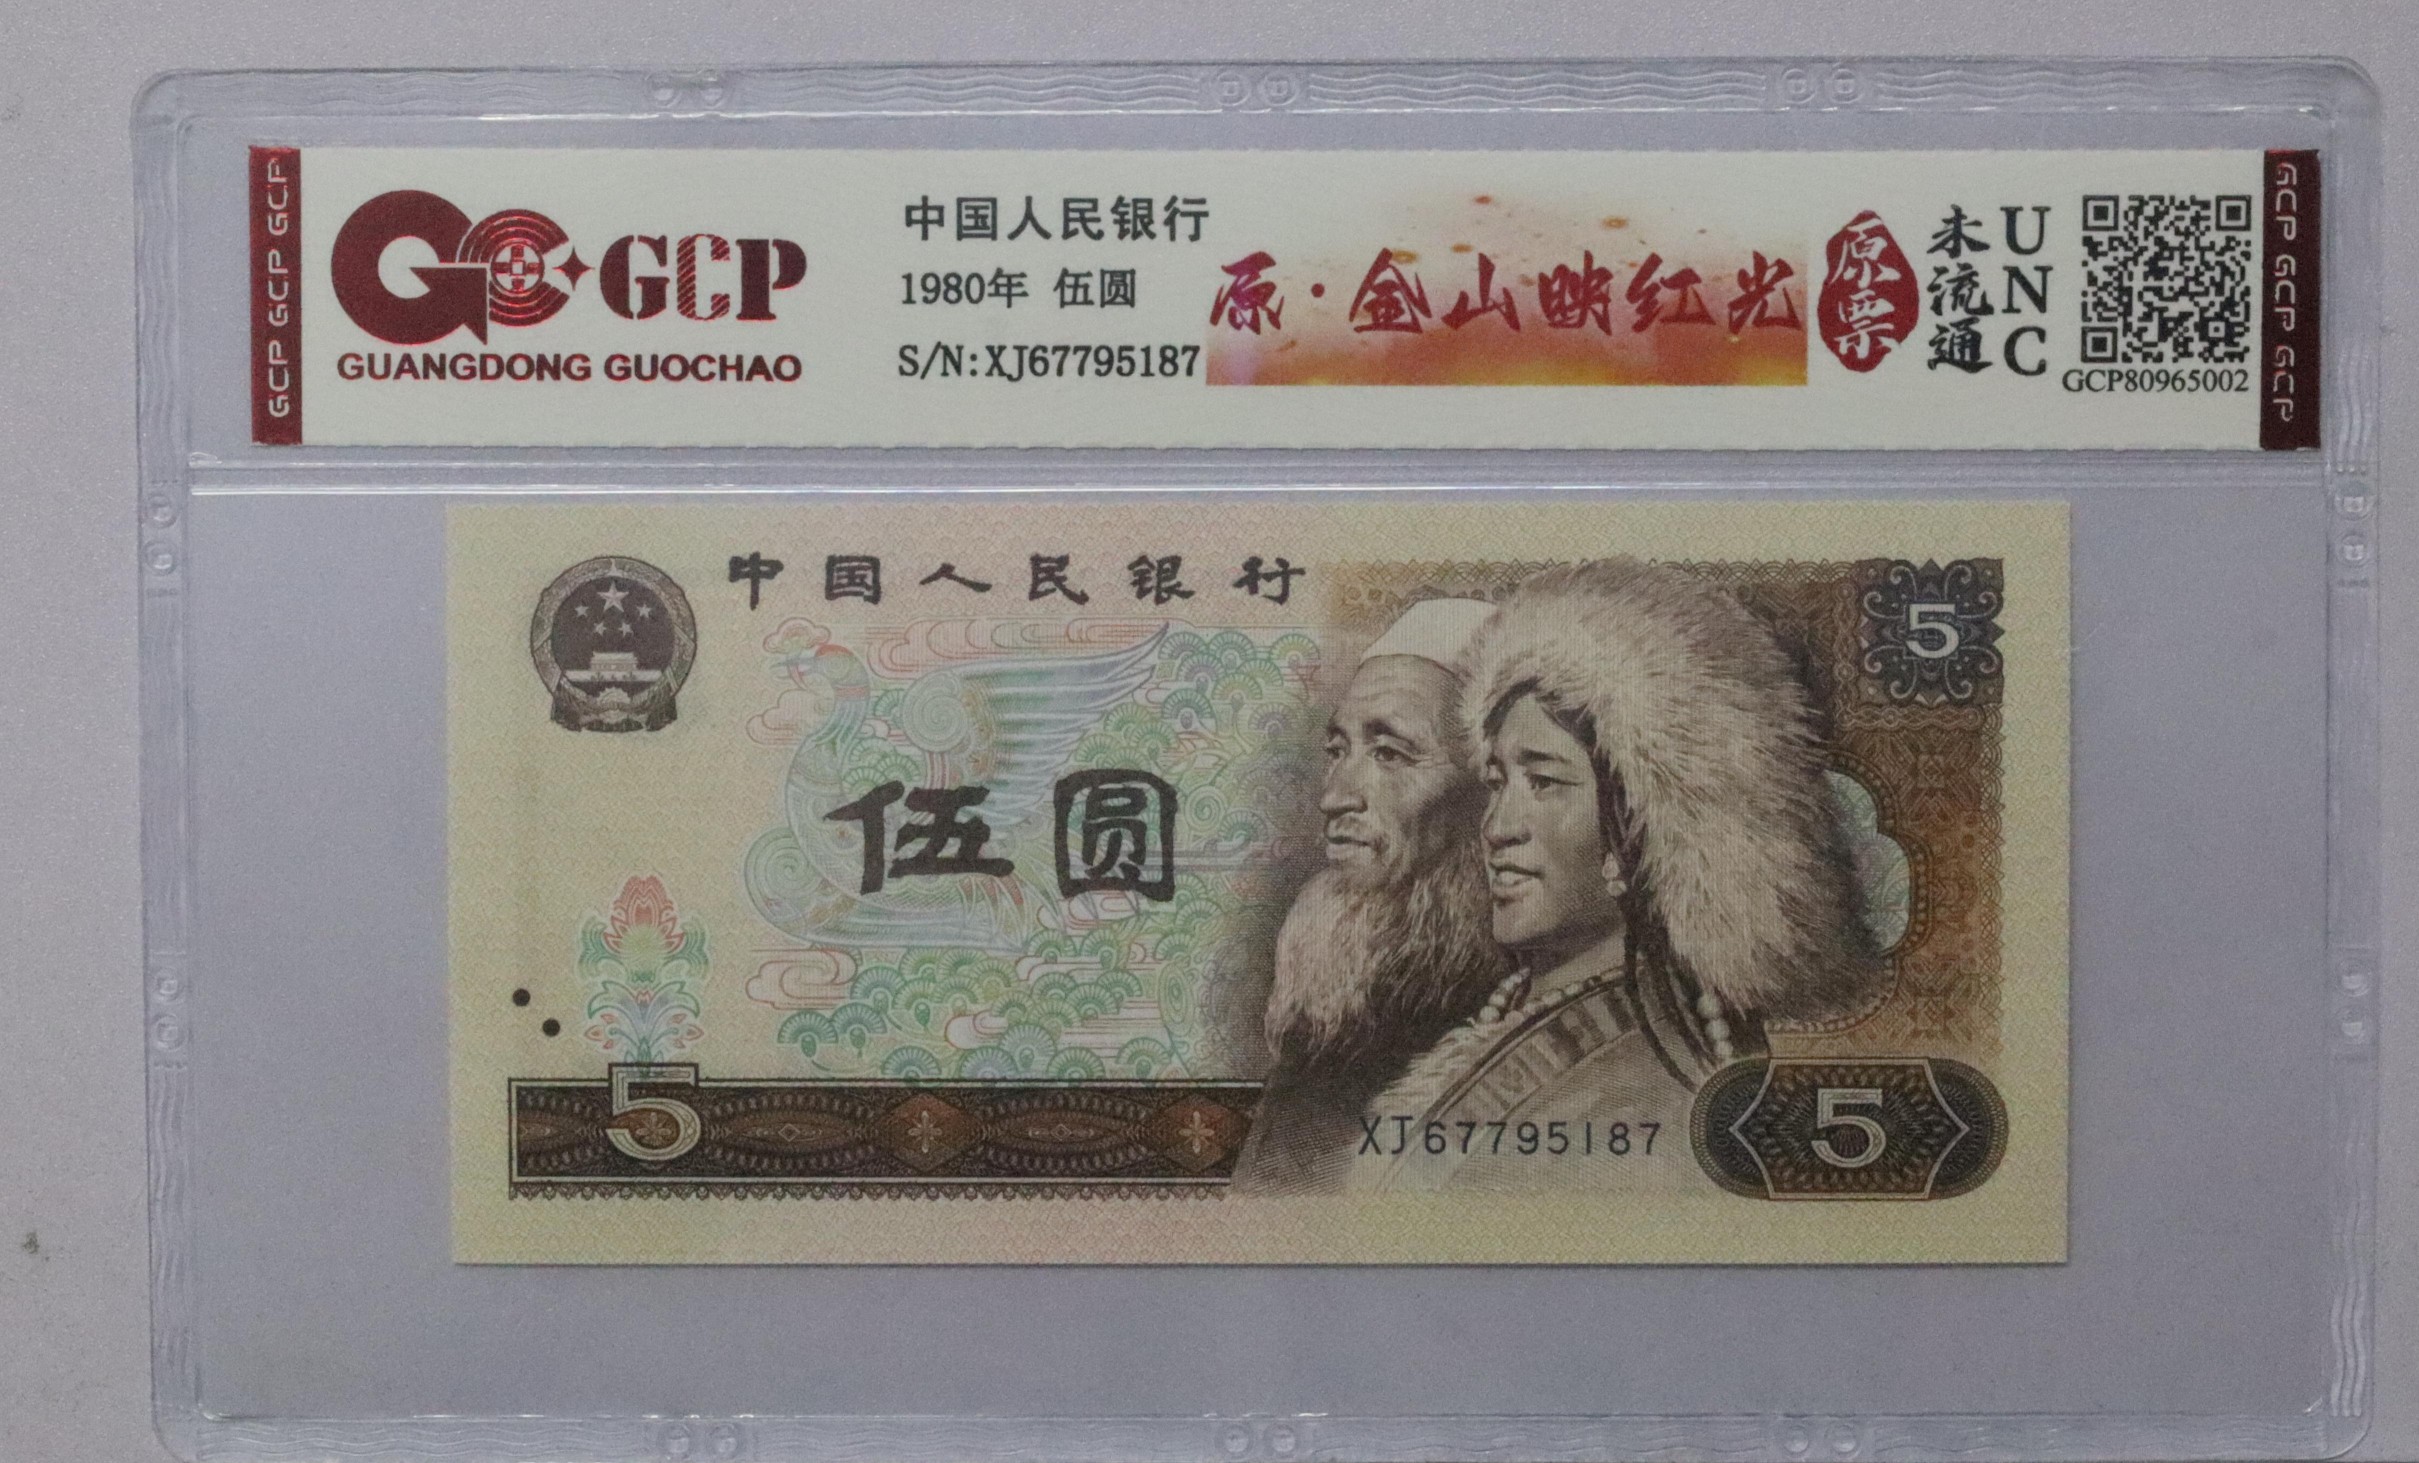 GCP GCP GCP
GCP
GUANGDONG GUOCHAO
中国人民银行
1980年 伍圆
S/N:XJ67795187
原·金山映红光
原票
未流通
UNC
GCP80965002
GCP GCP GCP
中国人民银行
5
伍圆
5
XJ67795187
5